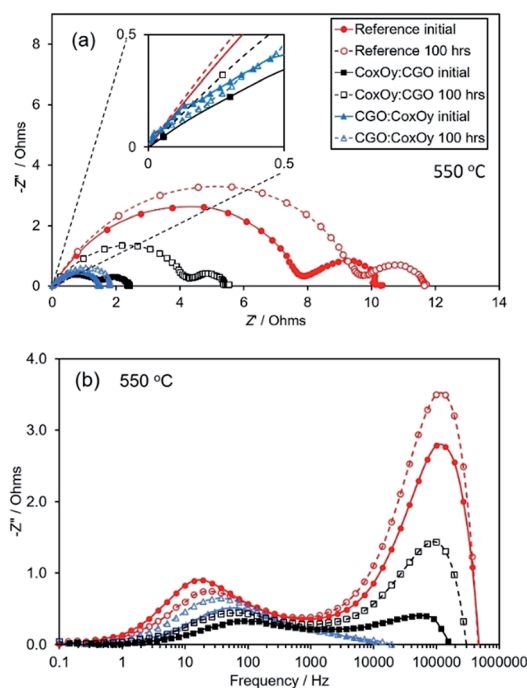 (a)
Reference initial
Reference 100 hrs
CoxOy:CGO initial
CoxOy:CGO 100 hrs
CGO:CoxOy initial
CGO:CoxOy 100 hrs
550 °C
-Z" / Ohms
8
6
4
2
0
0.5
0
0
0.5
0 2 4 6 8 10 12 14
Z' / Ohms
(b) 550 °C
-Z" / Ohms
4.0
3.0
2.0
1.0
0.0
0.1 1 10 100 1000 10000 100000 1000000
Frequency / Hz